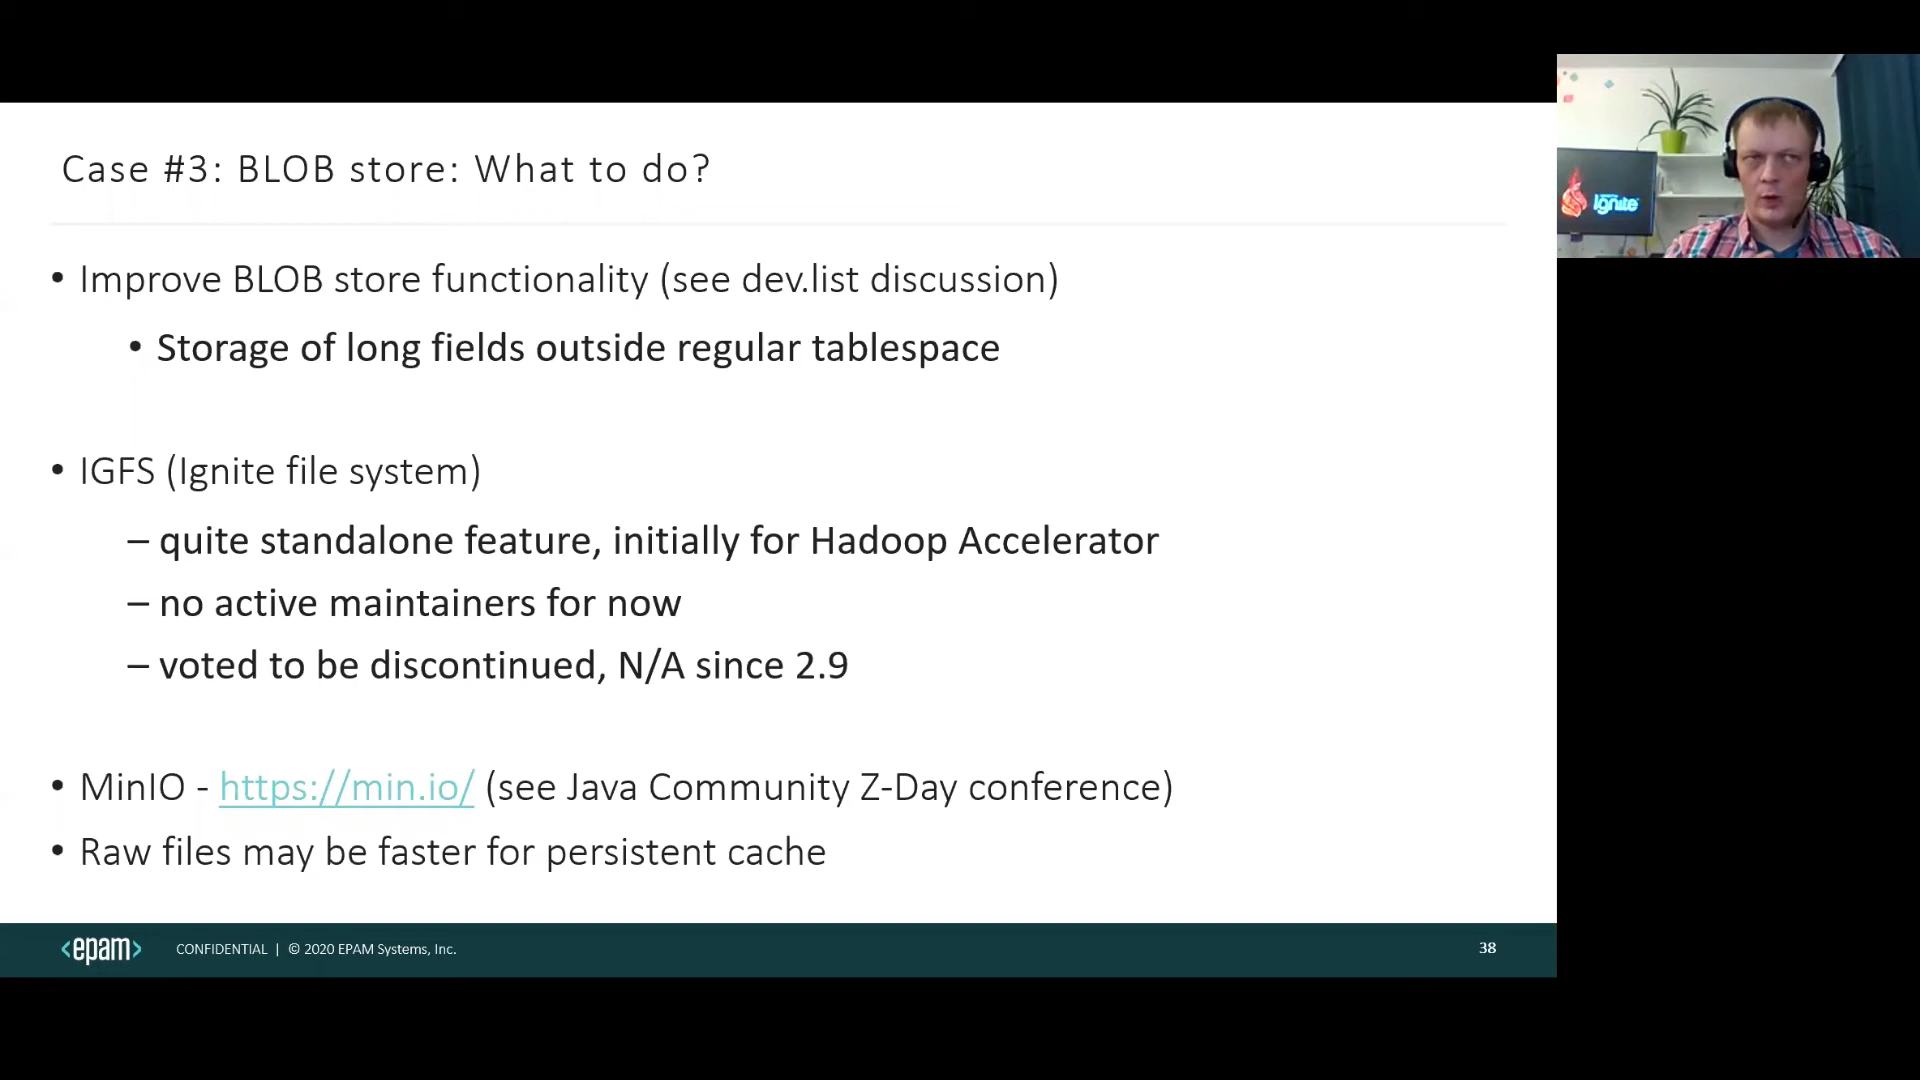 Case #3: BLOB store: What to do?
• Improve BLOB store functionality (see dev.list discussion)
• Storage of long fields outside regular tablespace
• IGFS (Ignite file system)
– quite standalone feature, initially for Hadoop Accelerator
– no active maintainers for now
– voted to be discontinued, N/A since 2.9
• MinIO - https://min.io/ (see Java Community Z-Day conference)
• Raw files may be faster for persistent cache
<epam> CONFIDENTIAL | © 2020 EPAM Systems, Inc.
38
Ignite